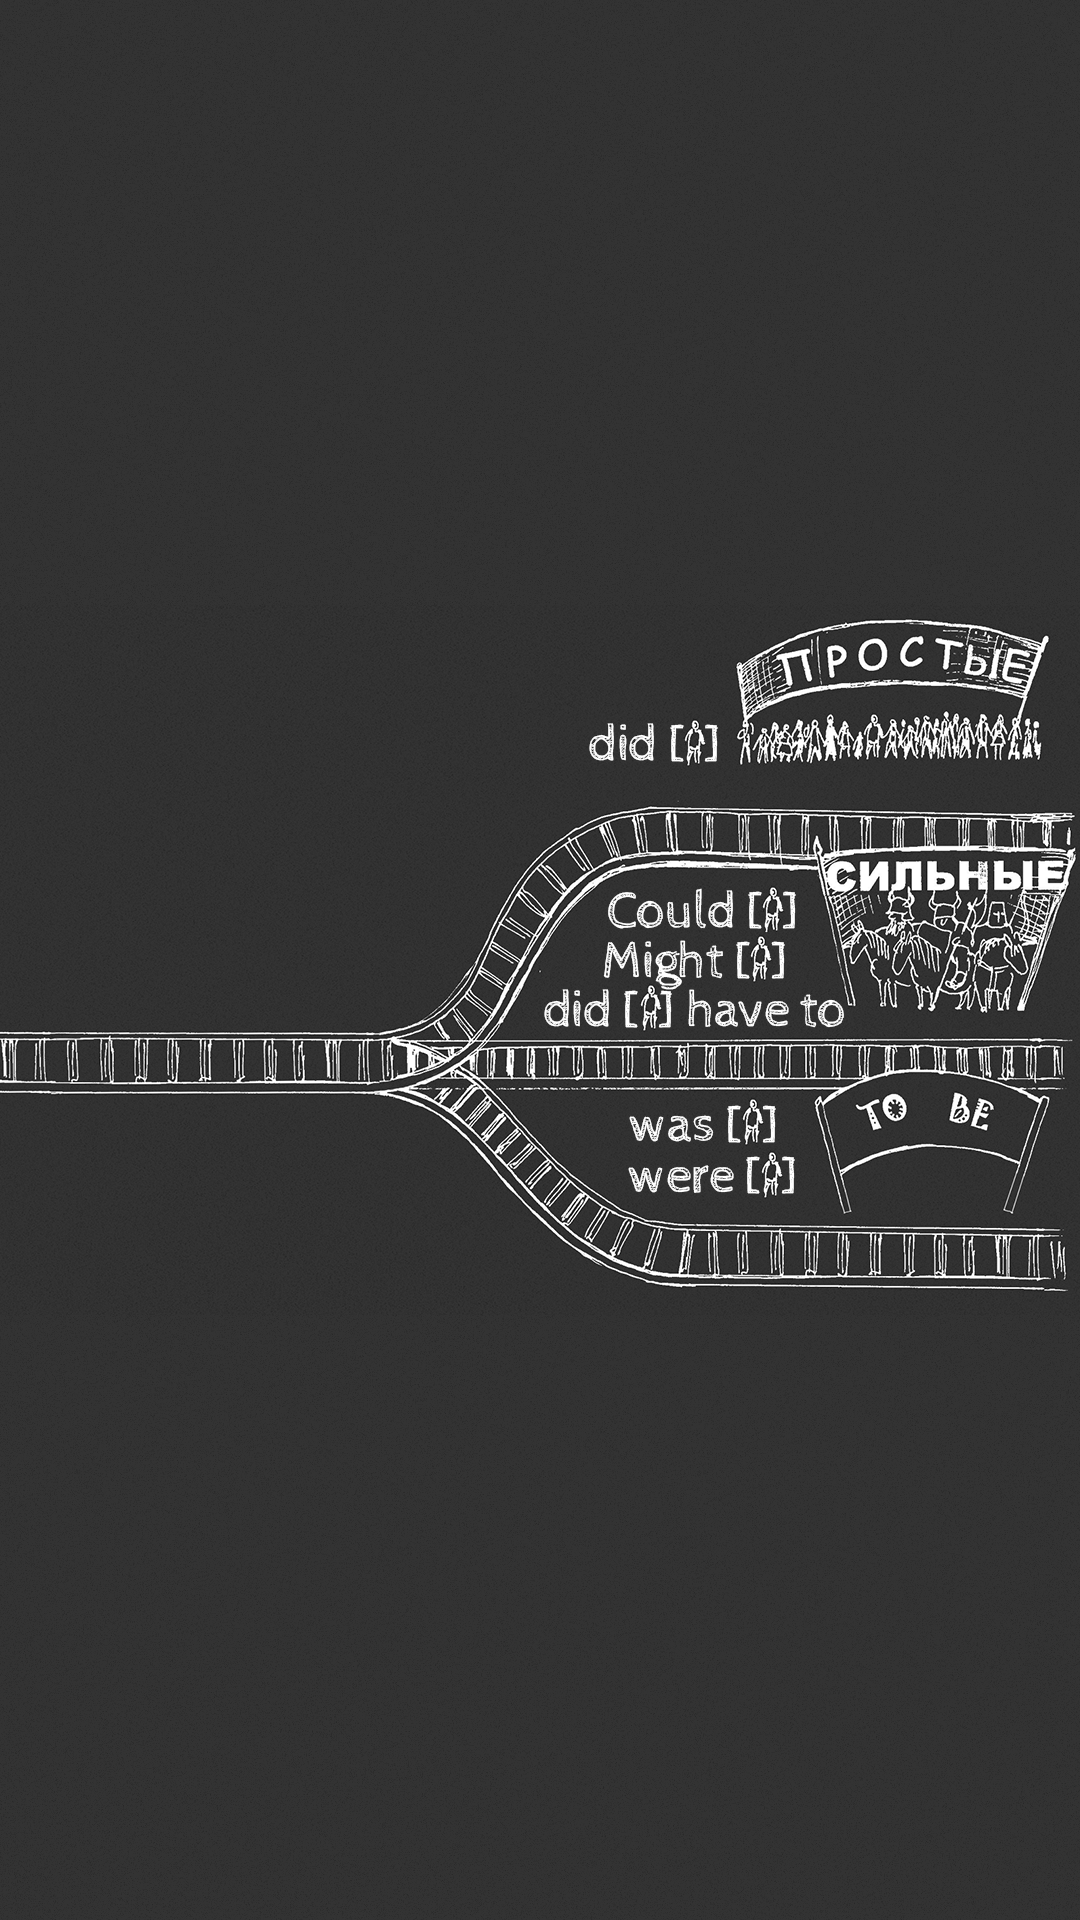 ПРОСТЫЕ
did [ ]
СИЛЬНЫЕ
Could [ ]
Might [ ]
did [ ] have to
TO BE
was [ ]
were [ ]